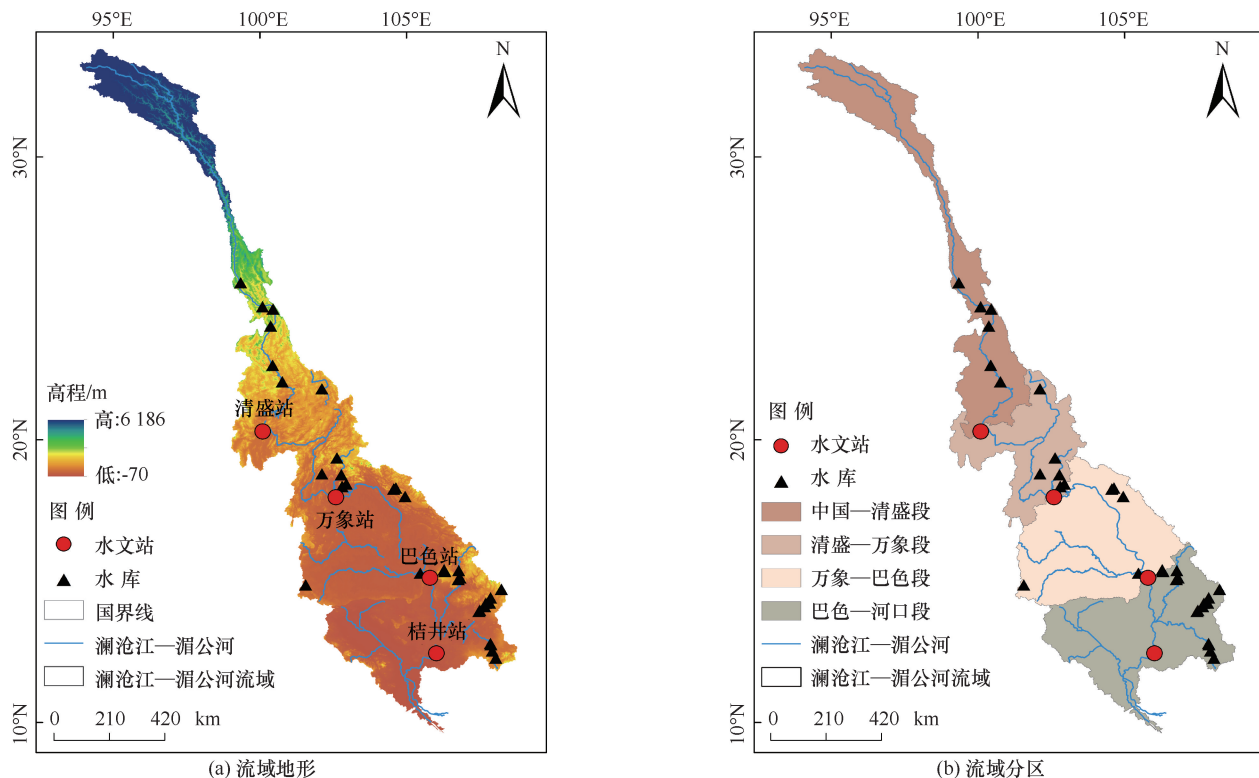 95°E
100°E
105°E
30°N
20°N
10°N
N
高程/m
高:6 186
低:-70
图 例
水文站
水 库
国界线
澜沧江—湄公河
澜沧江—湄公河流域
0 210 420 km
清盛站
万象站
巴色站
桔井站
(a) 流域地形
95°E
100°E
105°E
30°N
20°N
10°N
N
图 例
水文站
水 库
中国—清盛段
清盛—万象段
万象—巴色段
巴色—河口段
澜沧江—湄公河
澜沧江—湄公河流域
0 210 420 km
(b) 流域分区